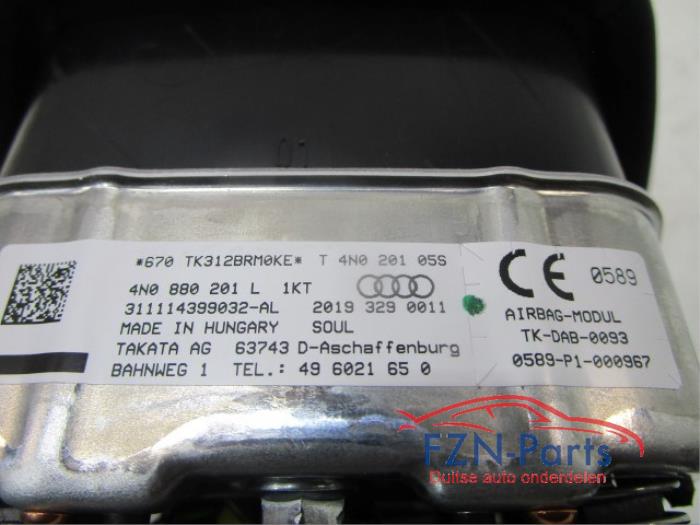 01
*670 TK312BRM0KE* T 4N0 201 05S
4N0 880 201 L 1KT
311114399032-AL 2019 329 0011
MADE IN HUNGARY SOUL
TAKATA AG 63743 D-Aschaffenburg
BAHNWEG 1 TEL.: 49 6021 65 0
CE 0589
AIRBAG-MODUL
TK-DAB-0093
0589-P1-000967
FZN-Parts
Duitse auto onderdelen